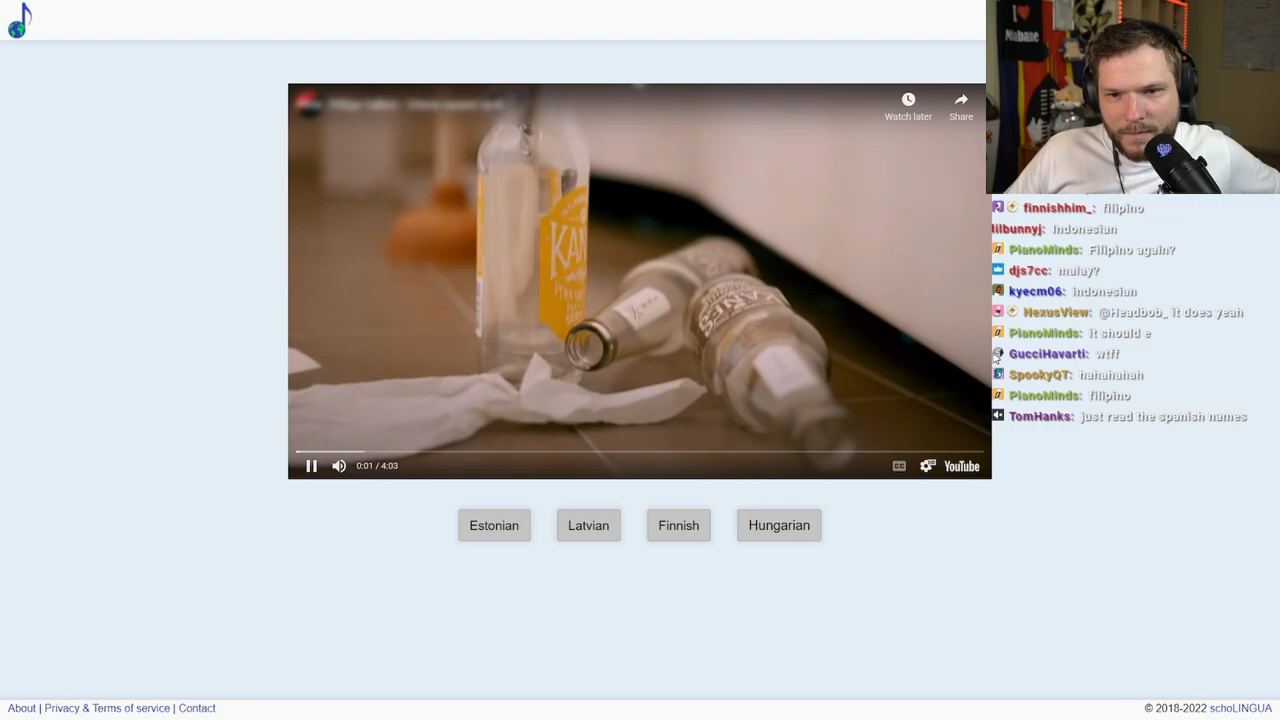 I ♥
Watch later
Share
KAN
0:01 / 4:03
CC
YouTube
Estonian
Latvian
Finnish
Hungarian
finnishhim_: filipino
lilbunnyj: Indonesian
PianoMinds: Filipino again?
djs7cc: malay?
kyecm06: indonesian
NexusView: @Headbob_ it does yeah
PianoMinds: it should e
GucciHavarti: wtff
SpookyQT: hahahahah
PianoMinds: filipino
TomHanks: just read the spanish names
About | Privacy & Terms of service | Contact
© 2018-2022 schoLINGUA